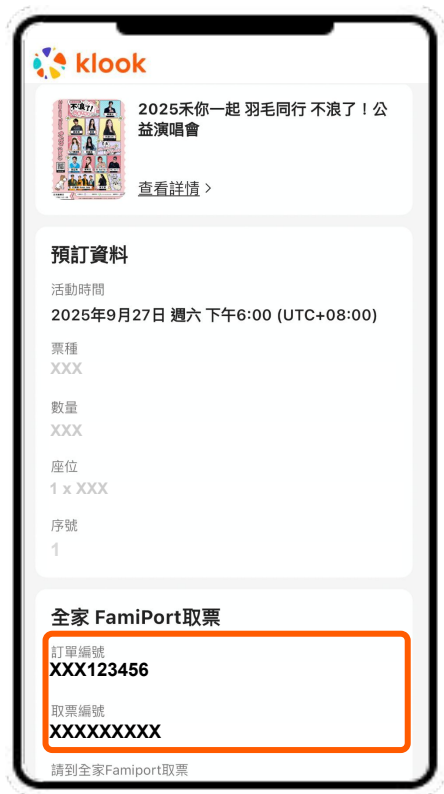 klook
2025禾你一起 羽毛同行 不浪了！公
益演唱會
查看詳情 >
預訂資料
活動時間
2025年9月27日 週六 下午6:00 (UTC+08:00)
票種
XXX
數量
XXX
座位
1 x XXX
序號
1
全家 FamiPort取票
訂單編號
XXX123456
取票編號
XXXXXXXXX
請到全家Famiport取票